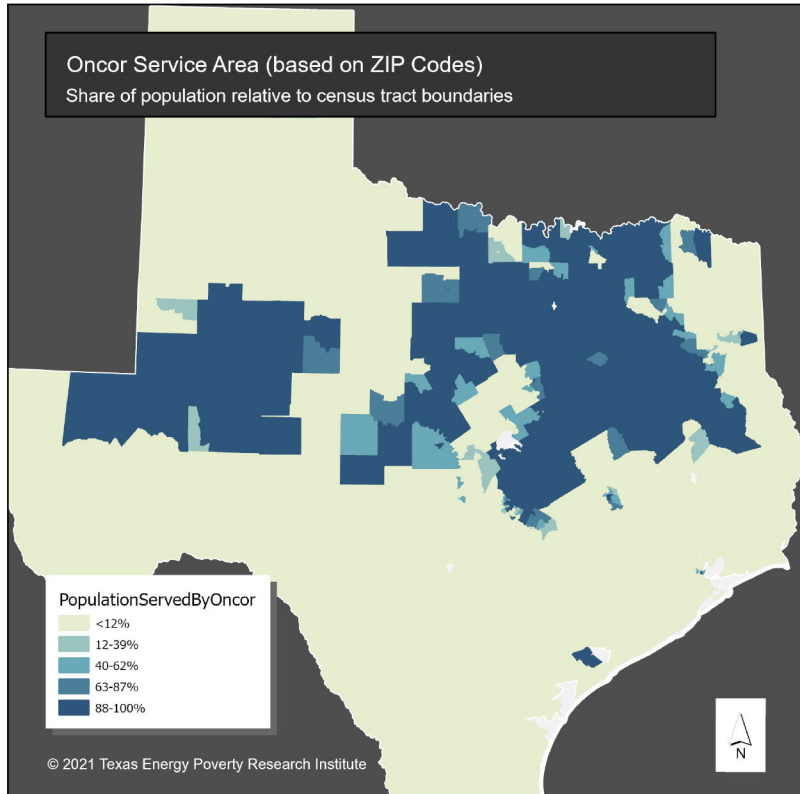 Oncor Service Area (based on ZIP Codes)
Share of population relative to census tract boundaries
PopulationServedByOncor
<12%
12-39%
40-62%
63-87%
88-100%
© 2021 Texas Energy Poverty Research Institute
N